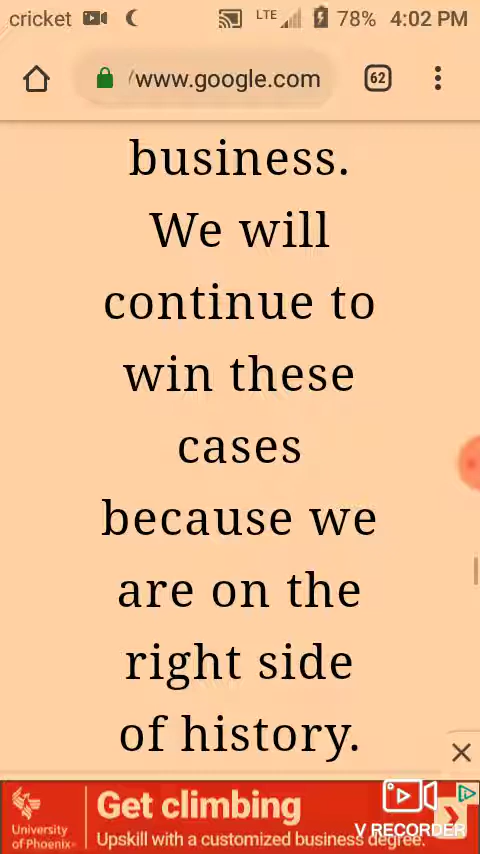 cricket LTE 78% 4:02 PM
/www.google.com 62
business.
We will
continue to
win these
cases
because we
are on the
right side
of history.
University
of Phoenix
Get climbing
Upskill with a customized business degree.
V RECORDER